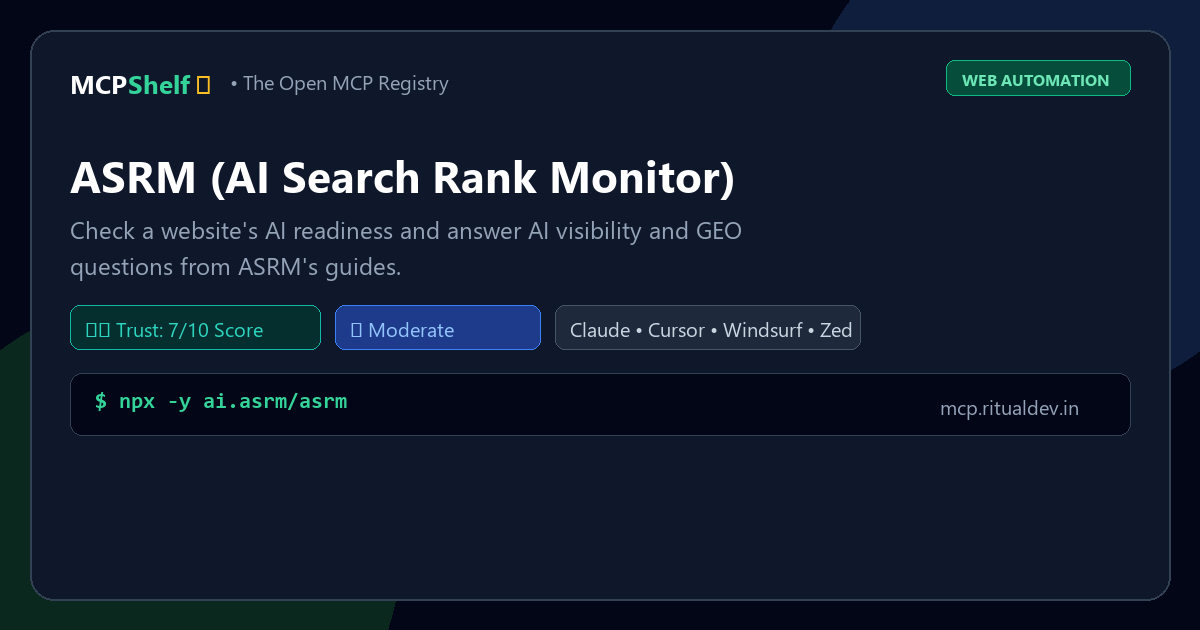 MCPShelf • The Open MCP Registry
WEB AUTOMATION
ASRM (AI Search Rank Monitor)
Check a website's AI readiness and answer AI visibility and GEO
questions from ASRM's guides.
Trust: 7/10 Score
Moderate
Claude • Cursor • Windsurf • Zed
$ npx -y ai.asrm/asrm
mcp.ritualdev.in